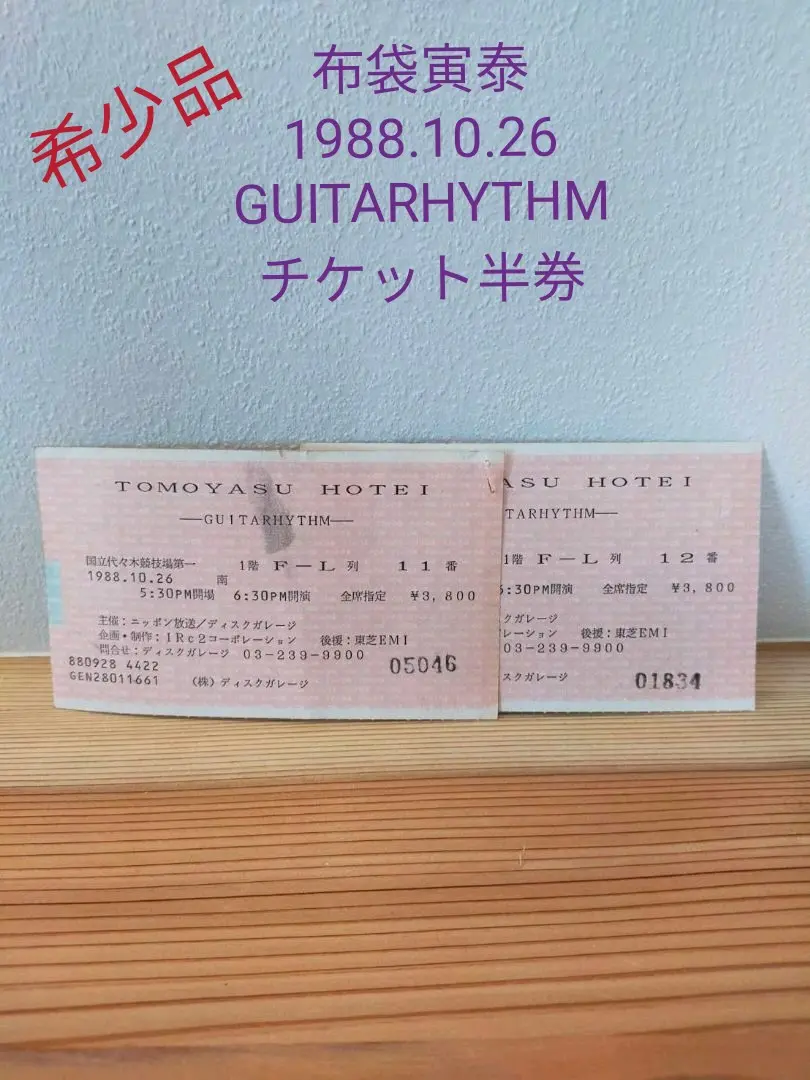 希少品
布袋寅泰
1988.10.26
GUITARHYTHM
チケット半券
TOMOYASU HOTEI
—GUITARHYTHM—
国立代々木競技場第一 1階 F－L 列 11番
1988.10.26 南
5:30PM開場 6:30PM開演 全席指定 ¥3,800
主催：ニッポン放送／ディスクガレージ
企画・制作：IRc2コーポレーション 後援：東芝EMI
問合せ：ディスクガレージ 03-239-9900
880928 4422 05046
GEN28011661 （株）ディスクガレージ
ASU HOTEI
TARHYTHM—
1階 F－L 列 12番
6:30PM開演 全席指定 ¥3,800
クガレージ
レーション 後援：東芝EMI
03-239-9900
スクガレージ 01834